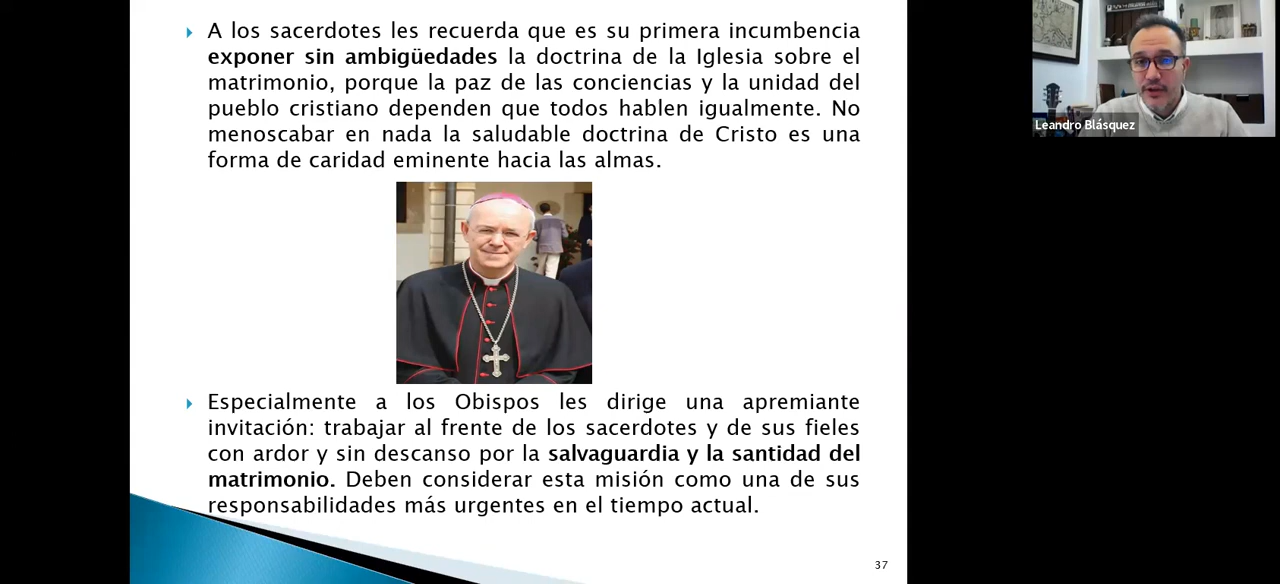 A los sacerdotes les recuerda que es su primera incumbencia
exponer sin ambigüedades la doctrina de la Iglesia sobre el
matrimonio, porque la paz de las conciencias y la unidad del
pueblo cristiano dependen que todos hablen igualmente. No
menoscabar en nada la saludable doctrina de Cristo es una
forma de caridad eminente hacia las almas.
Especialmente a los Obispos les dirige una apremiante
invitación: trabajar al frente de los sacerdotes y de sus fieles
con ardor y sin descanso por la salvaguardia y la santidad del
matrimonio. Deben considerar esta misión como una de sus
responsabilidades más urgentes en el tiempo actual.
37
Leandro Blásquez